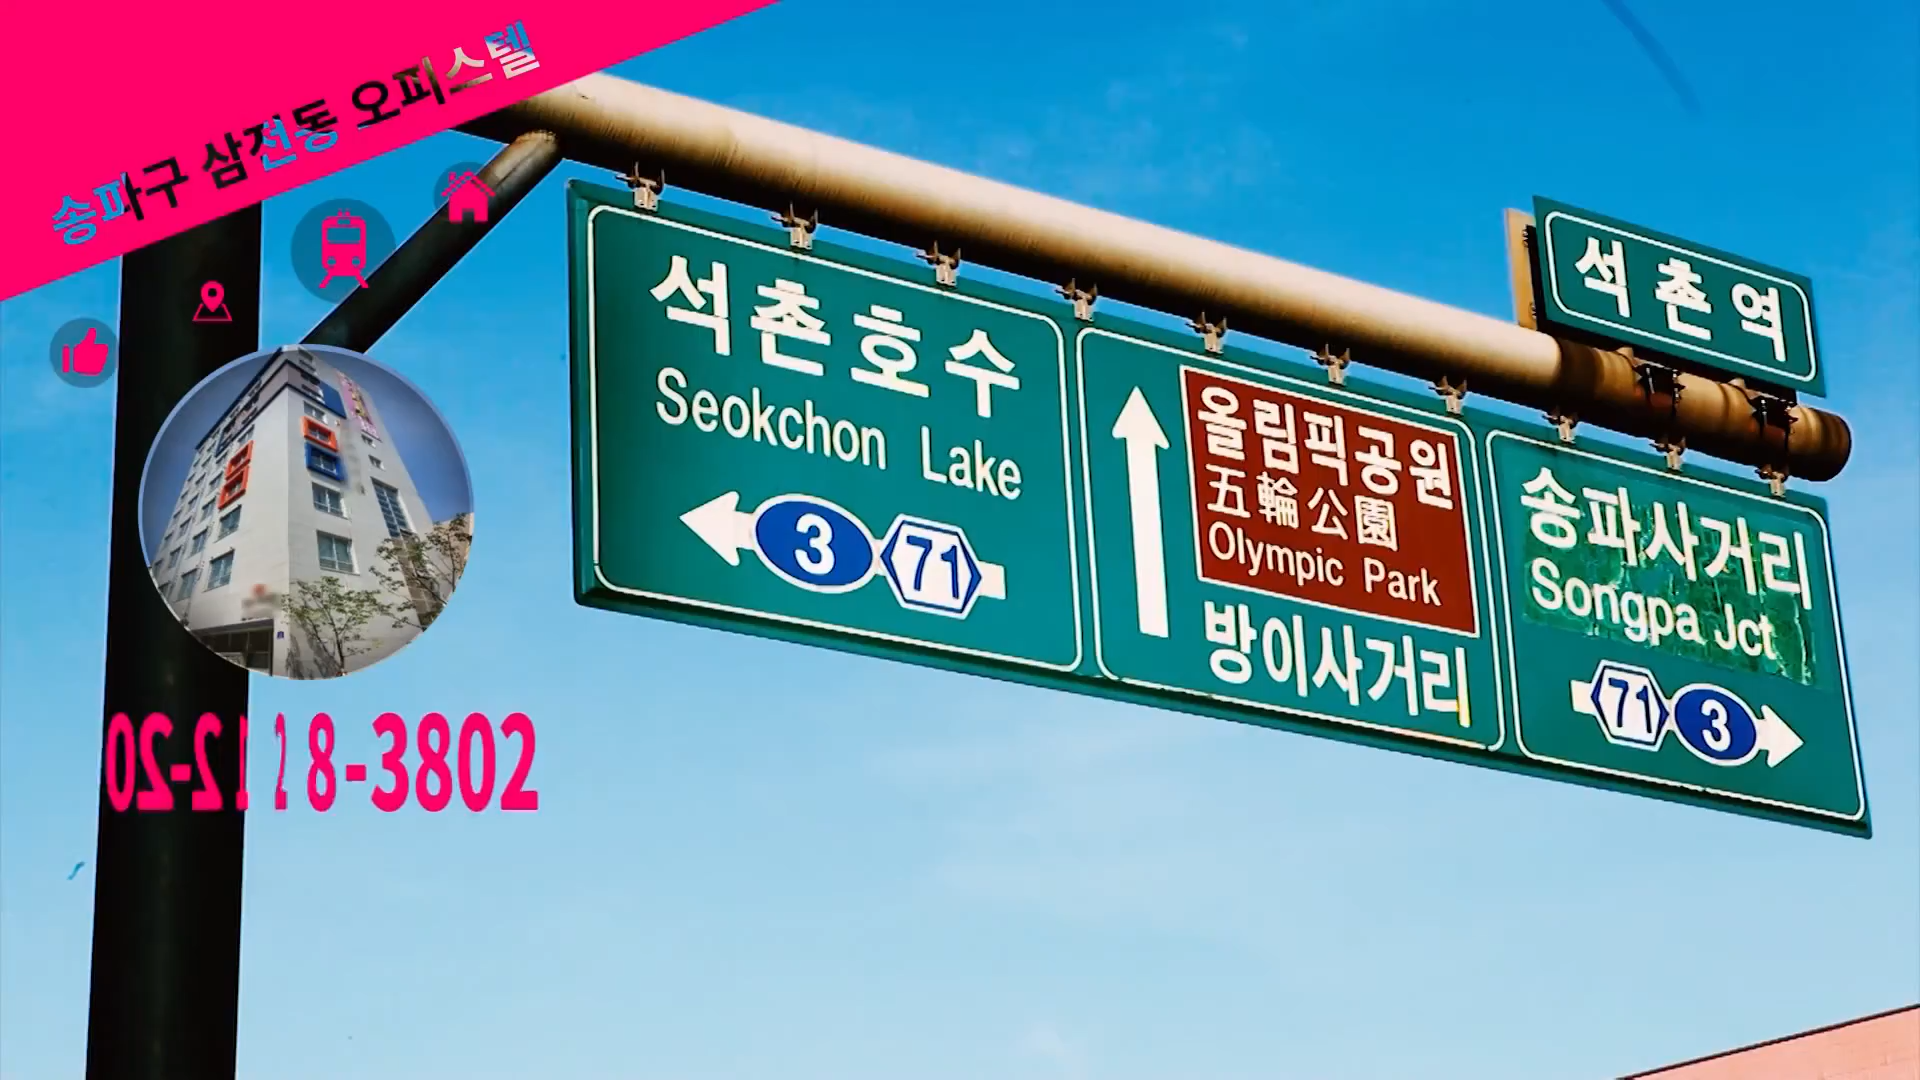 송파구 삼전동 오피스텔
석촌역
석촌호수
Seokchon Lake
3 71
올림픽공원
五輪公園
Olympic Park
방이사거리
송파사거리
Songpa Jct
71 3
8-3802